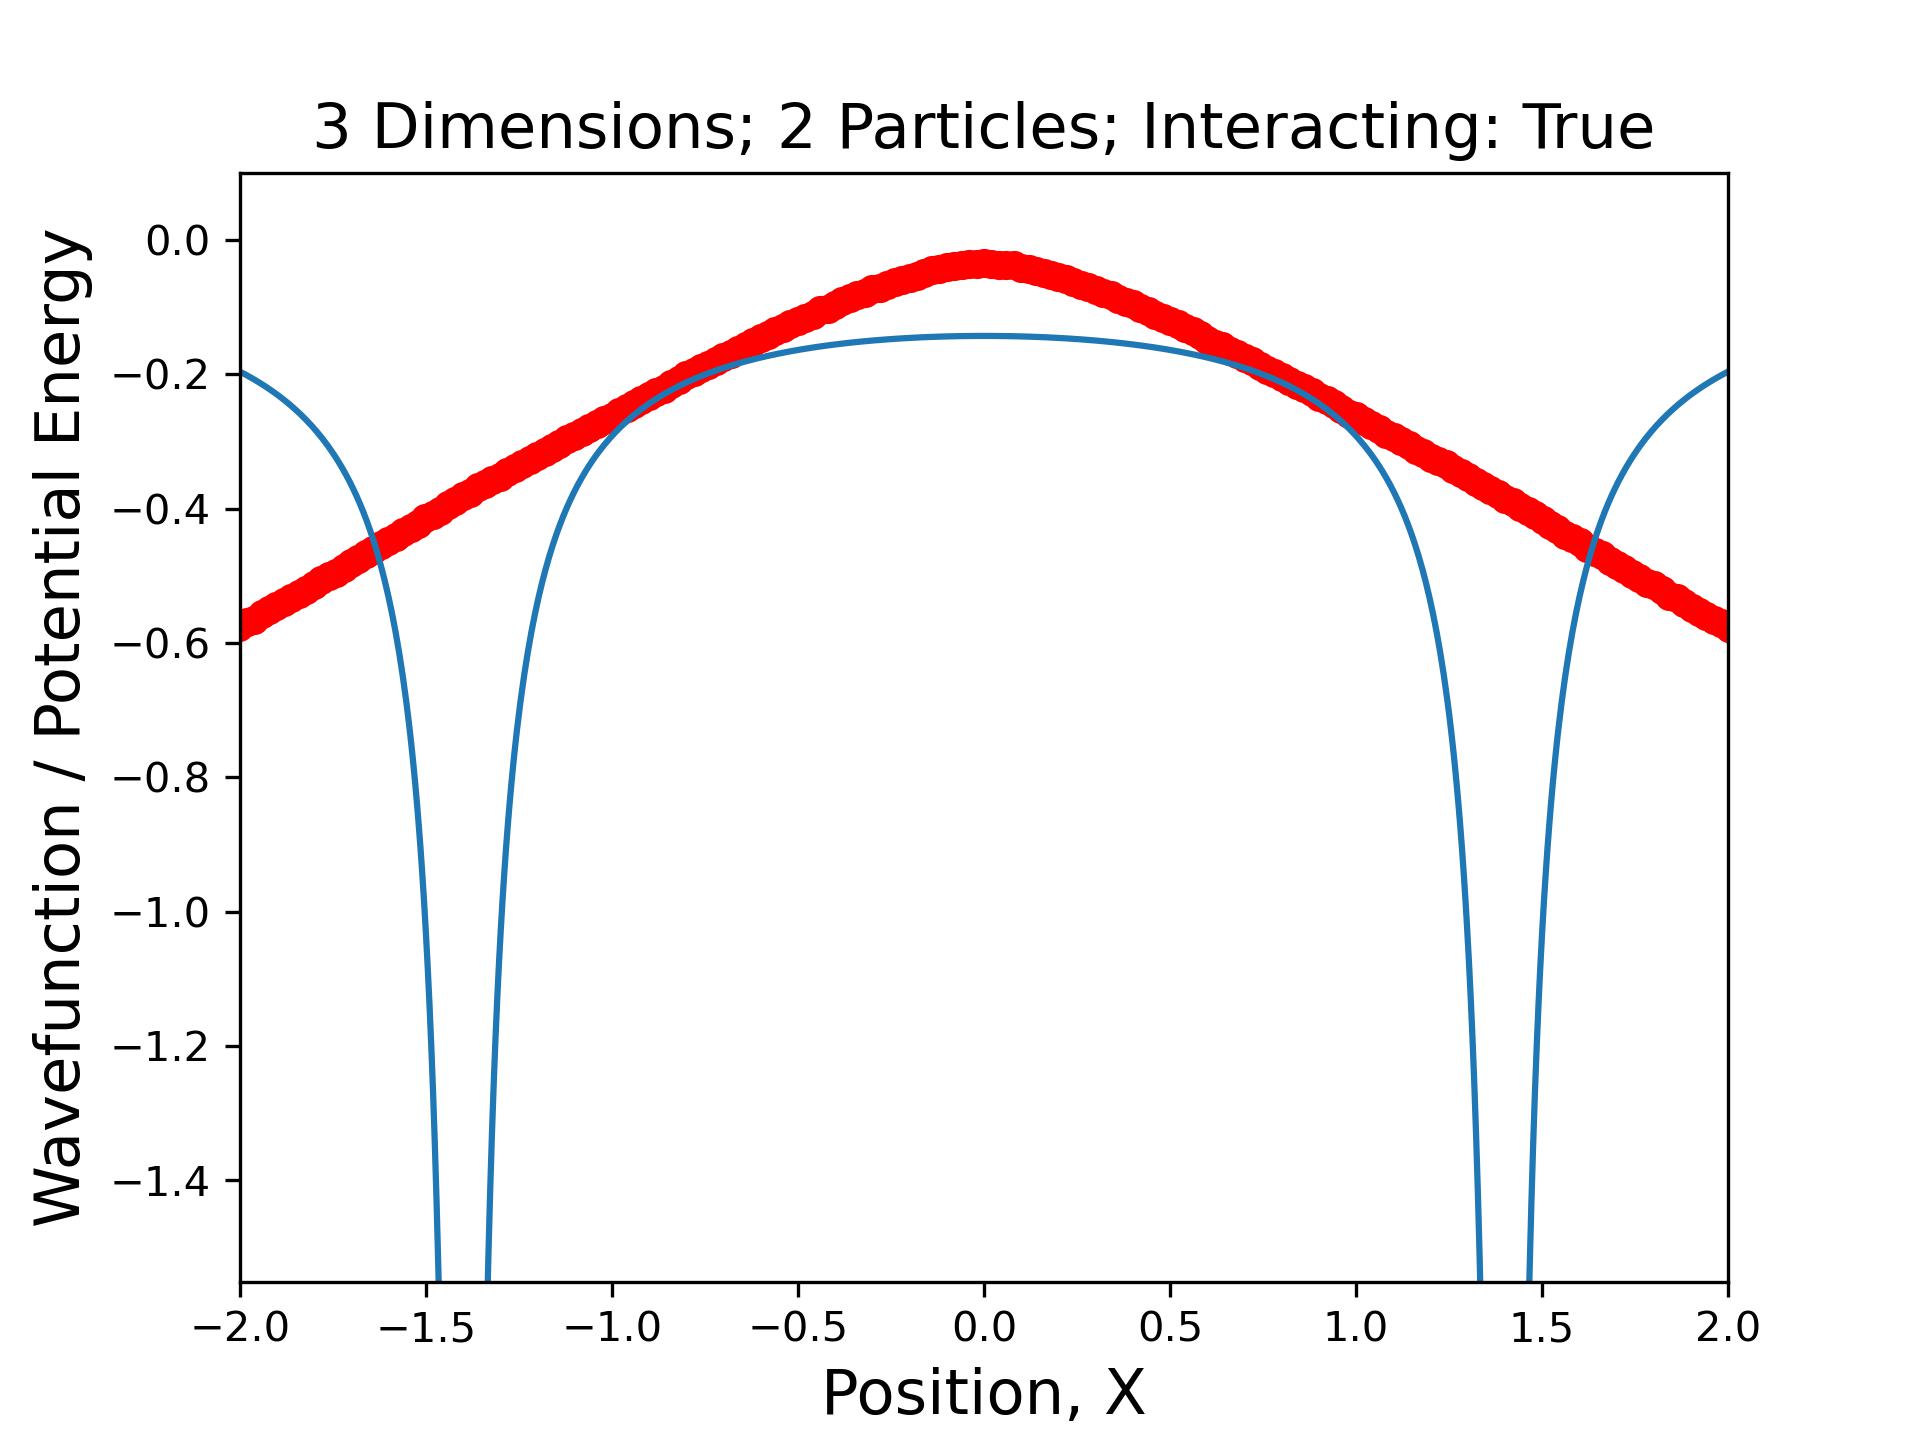 3 Dimensions; 2 Particles; Interacting: True
Wavefunction / Potential Energy
0.0
−0.2
−0.4
−0.6
−0.8
−1.0
−1.2
−1.4
−2.0 −1.5 −1.0 −0.5 0.0 0.5 1.0 1.5 2.0
Position, X